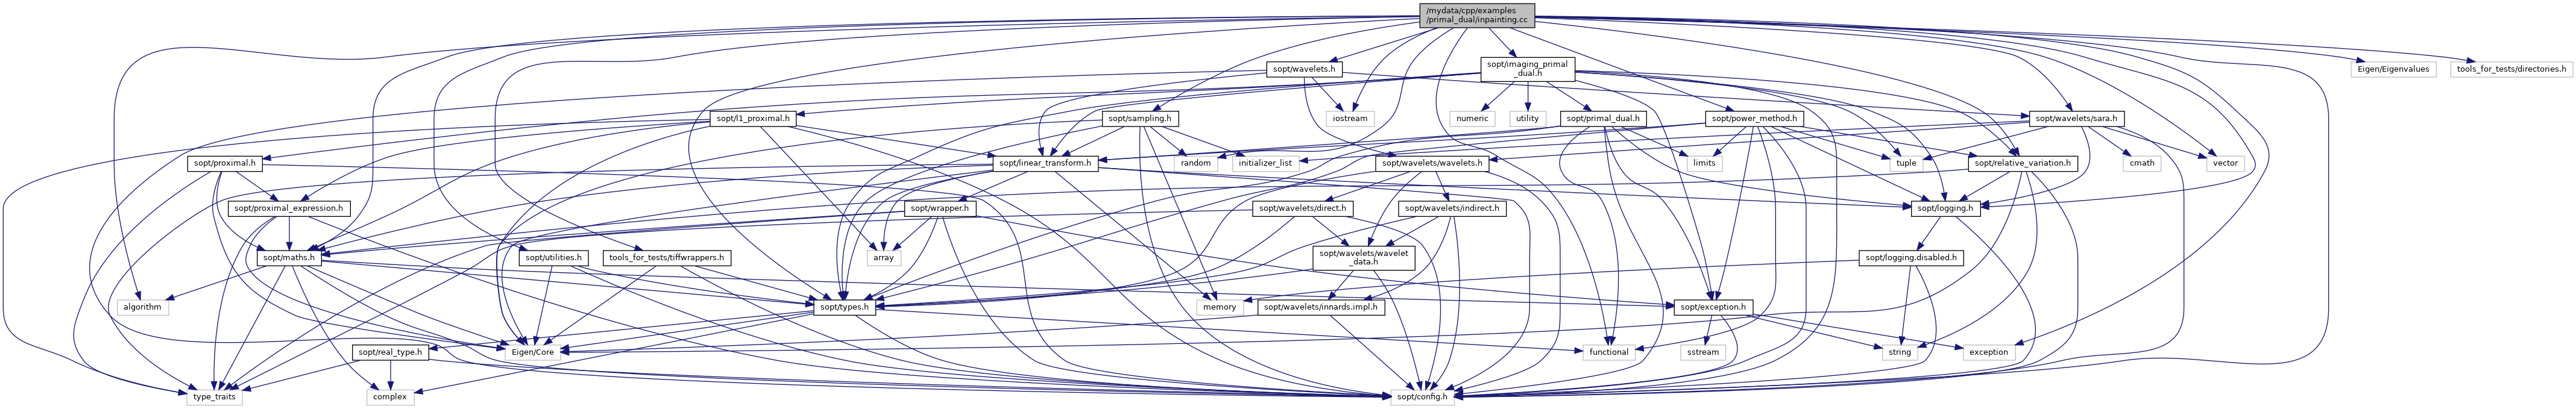 /mydata/cpp/examples
/primal_dual/inpainting.cc
sopt/wavelets.h
sopt/imaging_primal
_dual.h
Eigen/Eigenvalues
tools_for_tests/directories.h
sopt/l1_proximal.h
sopt/sampling.h
iostream
numeric
utility
sopt/primal_dual.h
sopt/power_method.h
sopt/wavelets/sara.h
sopt/proximal.h
sopt/linear_transform.h
random
initializer_list
sopt/wavelets/wavelets.h
limits
tuple
sopt/relative_variation.h
cmath
vector
sopt/proximal_expression.h
sopt/wrapper.h
sopt/wavelets/direct.h
sopt/wavelets/indirect.h
sopt/logging.h
sopt/maths.h
sopt/utilities.h
tools_for_tests/tiffwrappers.h
array
sopt/wavelets/wavelet
_data.h
sopt/logging.disabled.h
algorithm
sopt/types.h
memory
sopt/wavelets/innards.impl.h
sopt/exception.h
sopt/real_type.h
Eigen/Core
functional
sstream
string
exception
type_traits
complex
sopt/config.h